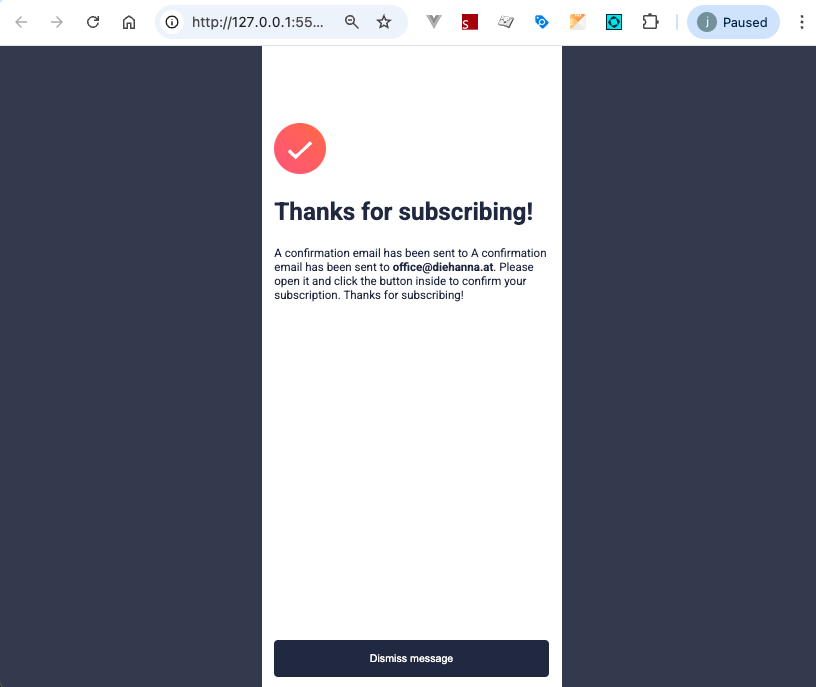 http://127.0.0.1:55...
S
j
Paused
Thanks for subscribing!
A confirmation email has been sent to A confirmation
email has been sent to office@diehanna.at. Please
open it and click the button inside to confirm your
subscription. Thanks for subscribing!
Dismiss message